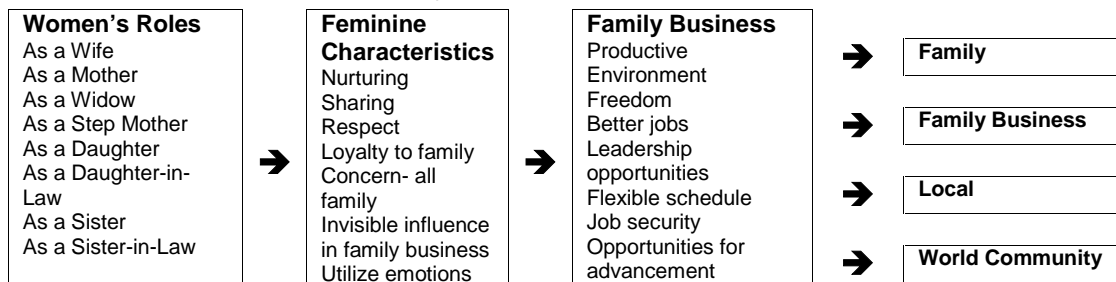 Women's Roles
As a Wife
As a Mother
As a Widow
As a Step Mother
As a Daughter
As a Daughter-in-
Law
As a Sister
As a Sister-in-Law
Feminine
Characteristics
Nurturing
Sharing
Respect
Loyalty to family
Concern- all
family
Invisible influence
in family business
Utilize emotions
Family Business
Productive
Environment
Freedom
Better jobs
Leadership
opportunities
Flexible schedule
Job security
Opportunities for
advancement
Family
Family Business
Local
World Community